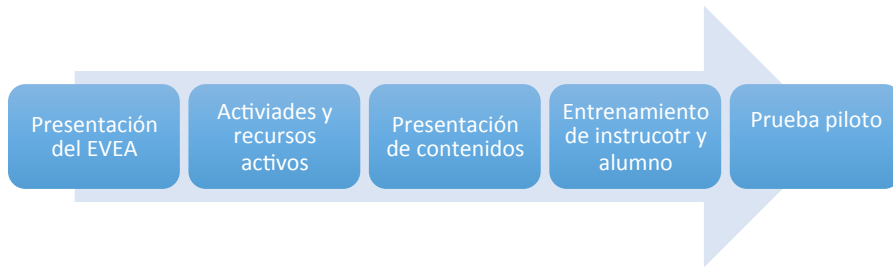 Presentación
del EVEA
Activiades y
recursos
activos
Presentación
de contenidos
Entrenamiento
de instrucotr y
alumno
Prueba piloto